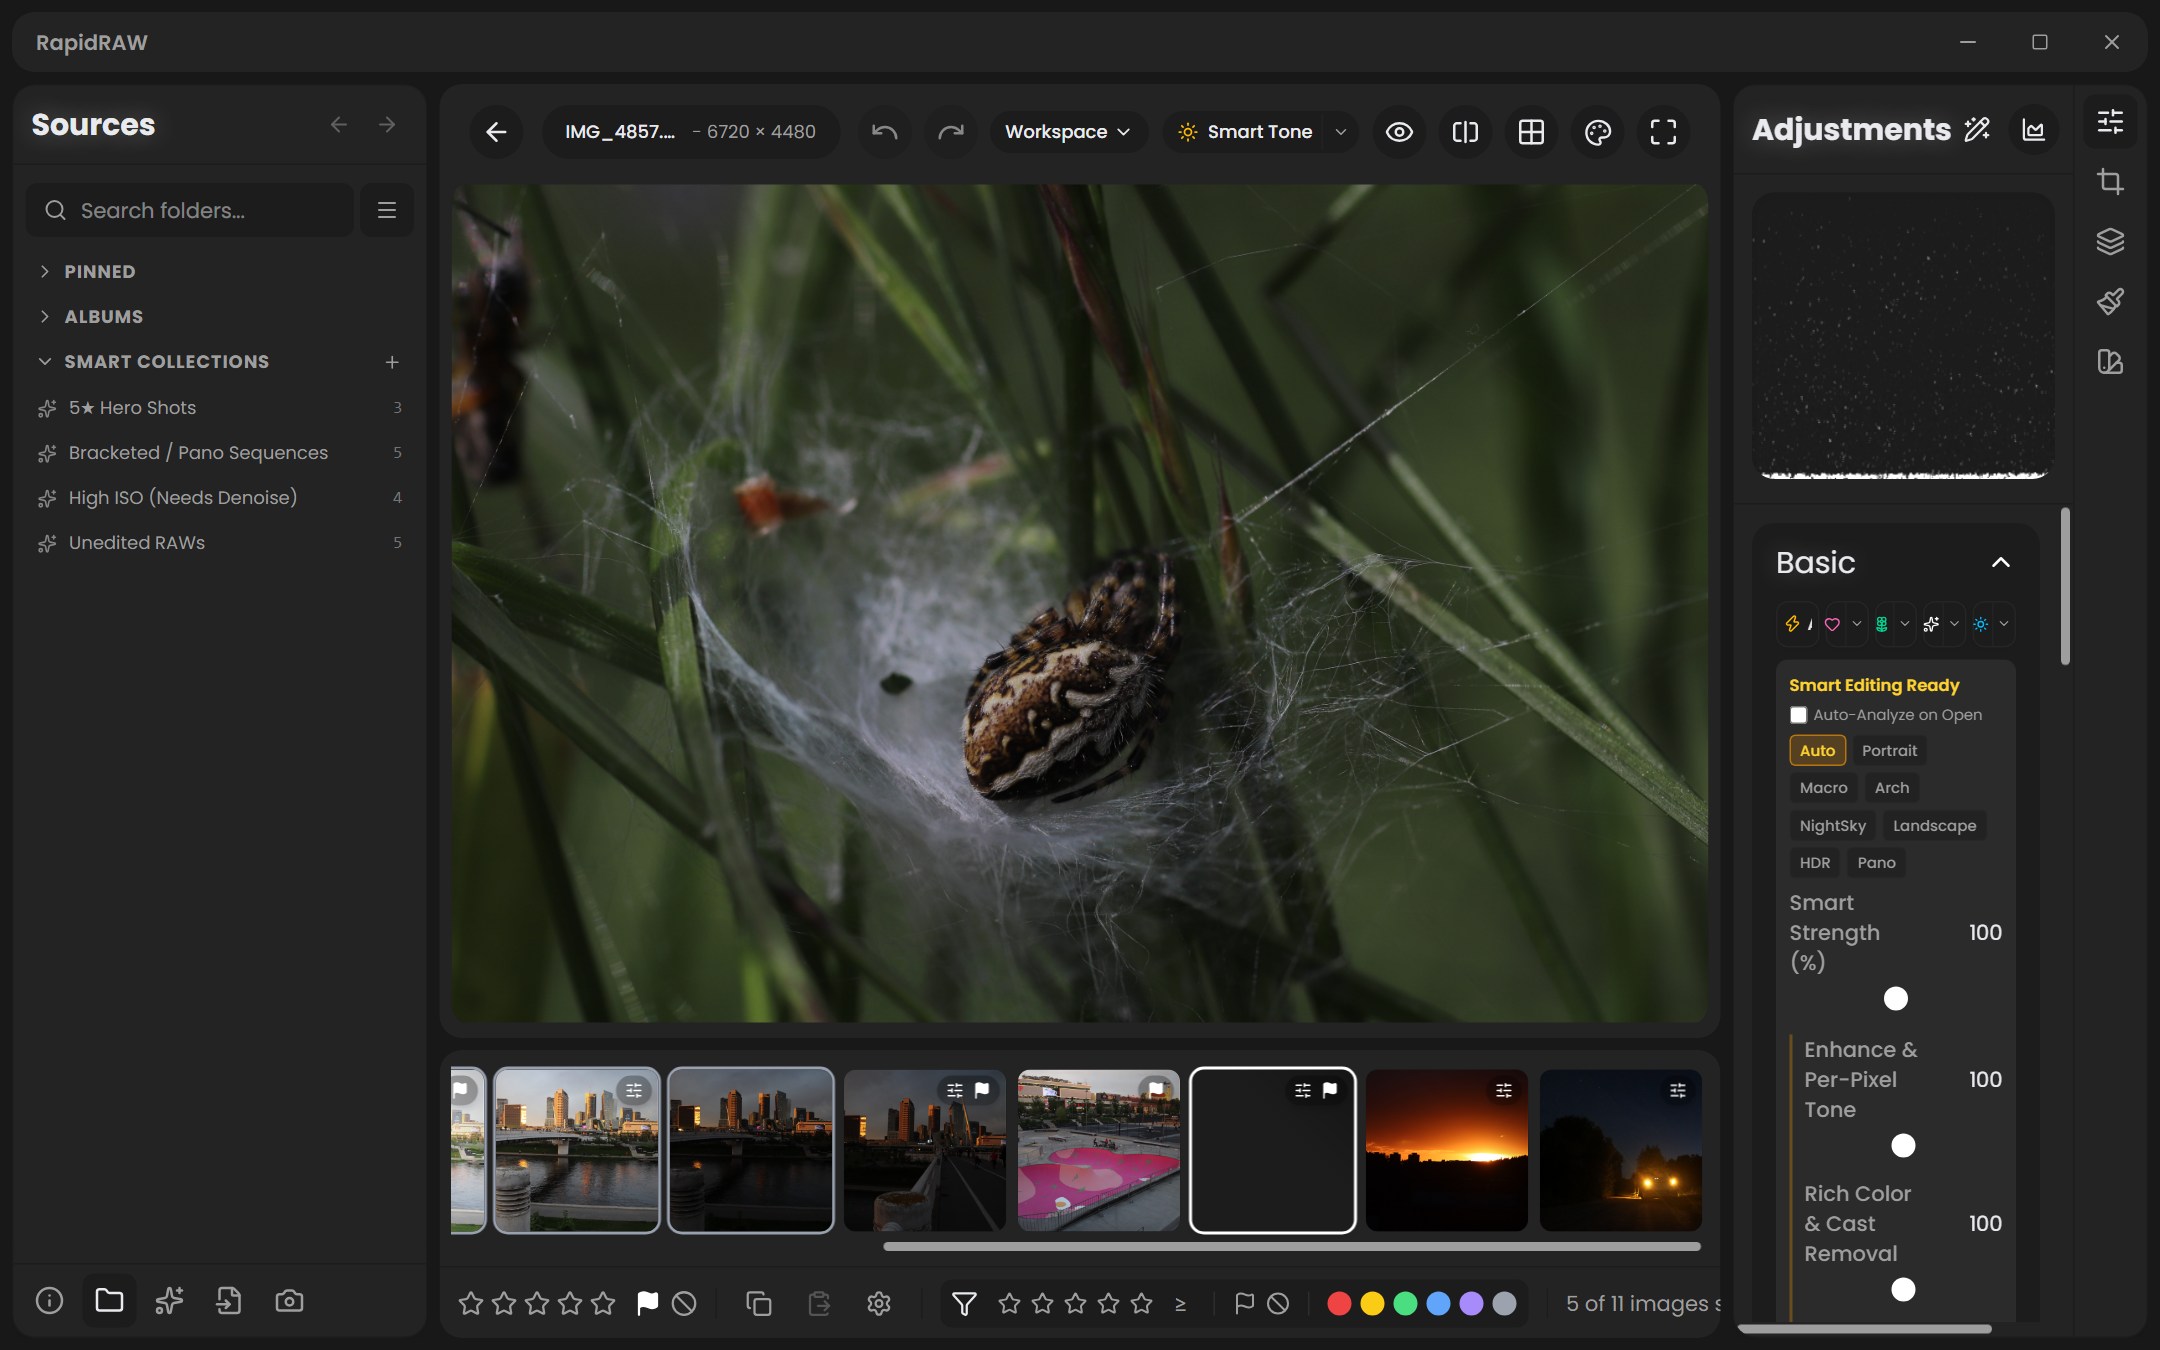 RapidRAW
Sources
Search folders...
PINNED
ALBUMS
SMART COLLECTIONS
5★ Hero Shots 3
Bracketed / Pano Sequences 5
High ISO (Needs Denoise) 4
Unedited RAWs 5
IMG_4857.... - 6720 × 4480
Workspace
Smart Tone
5 of 11 images s
Adjustments
Basic
Smart Editing Ready
Auto-Analyze on Open
Auto Portrait
Macro Arch
NightSky Landscape
HDR Pano
Smart
Strength 100
(%)
Enhance &
Per-Pixel 100
Tone
Rich Color
& Cast 100
Removal